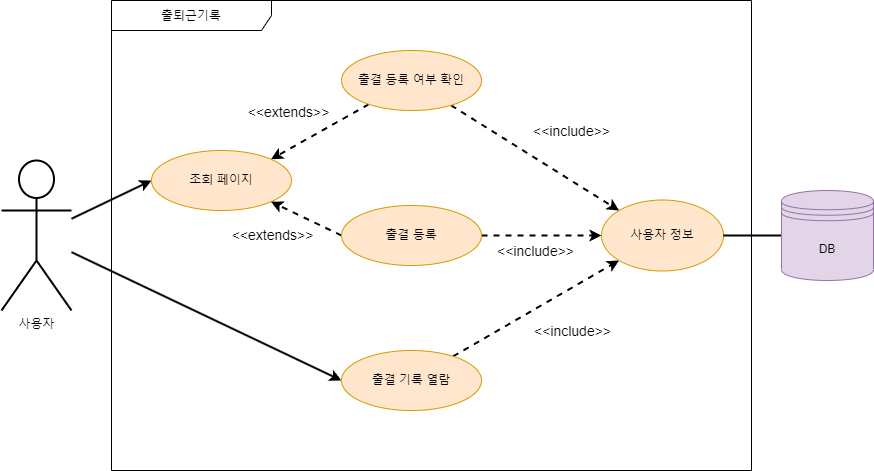 출퇴근기록
출결 등록 여부 확인
<<extends>>
<<include>>
조회 페이지
출결 등록
<<extends>>
<<include>>
사용자 정보
DB
사용자
<<include>>
출결 기록 열람